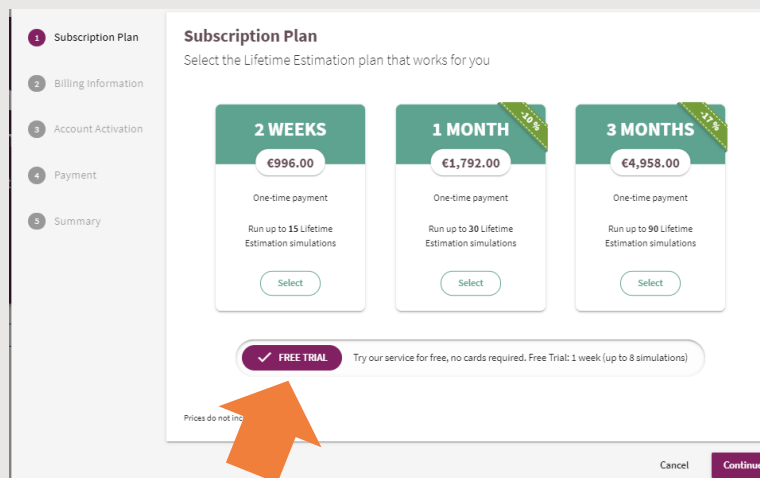 1 Subscription Plan
2 Billing Information
3 Account Activation
4 Payment
5 Summary
Subscription Plan
Select the Lifetime Estimation plan that works for you
2 WEEKS
€996.00
One-time payment
Run up to 15 Lifetime
Estimation simulations
Select
-10 %
1 MONTH
€1,792.00
One-time payment
Run up to 30 Lifetime
Estimation simulations
Select
-17 %
3 MONTHS
€4,958.00
One-time payment
Run up to 90 Lifetime
Estimation simulations
Select
FREE TRIAL Try our service for free, no cards required. Free Trial: 1 week (up to 8 simulations)
Prices do not
Cancel Continue